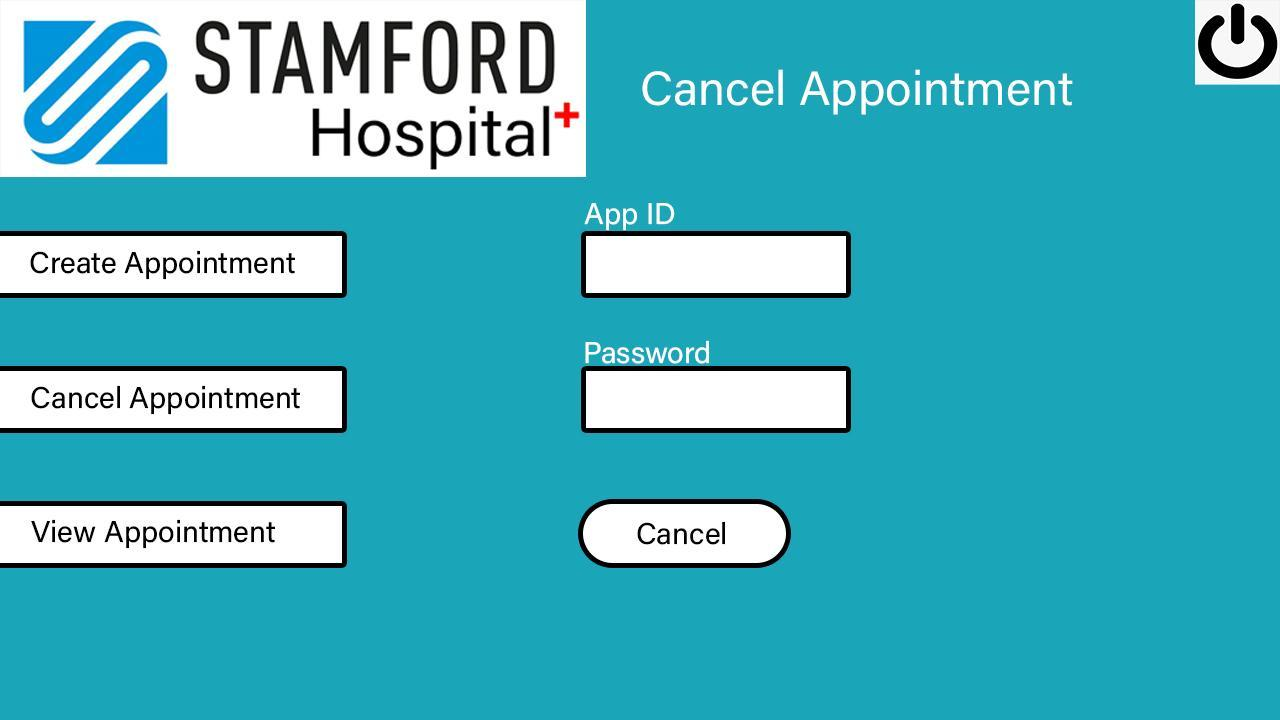 STAMFORD
Hospital+
Cancel Appointment
App ID
Create Appointment
Password
Cancel Appointment
View Appointment
Cancel